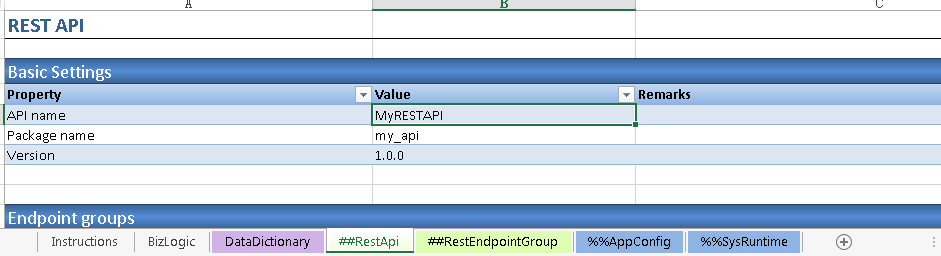 A B C
REST API
Basic Settings
Property Value Remarks
API name MyRESTAPI
Package name my_api
Version 1.0.0
Endpoint groups
Instructions BizLogic DataDictionary ##RestApi ##RestEndpointGroup %%AppConfig %%SysRuntime